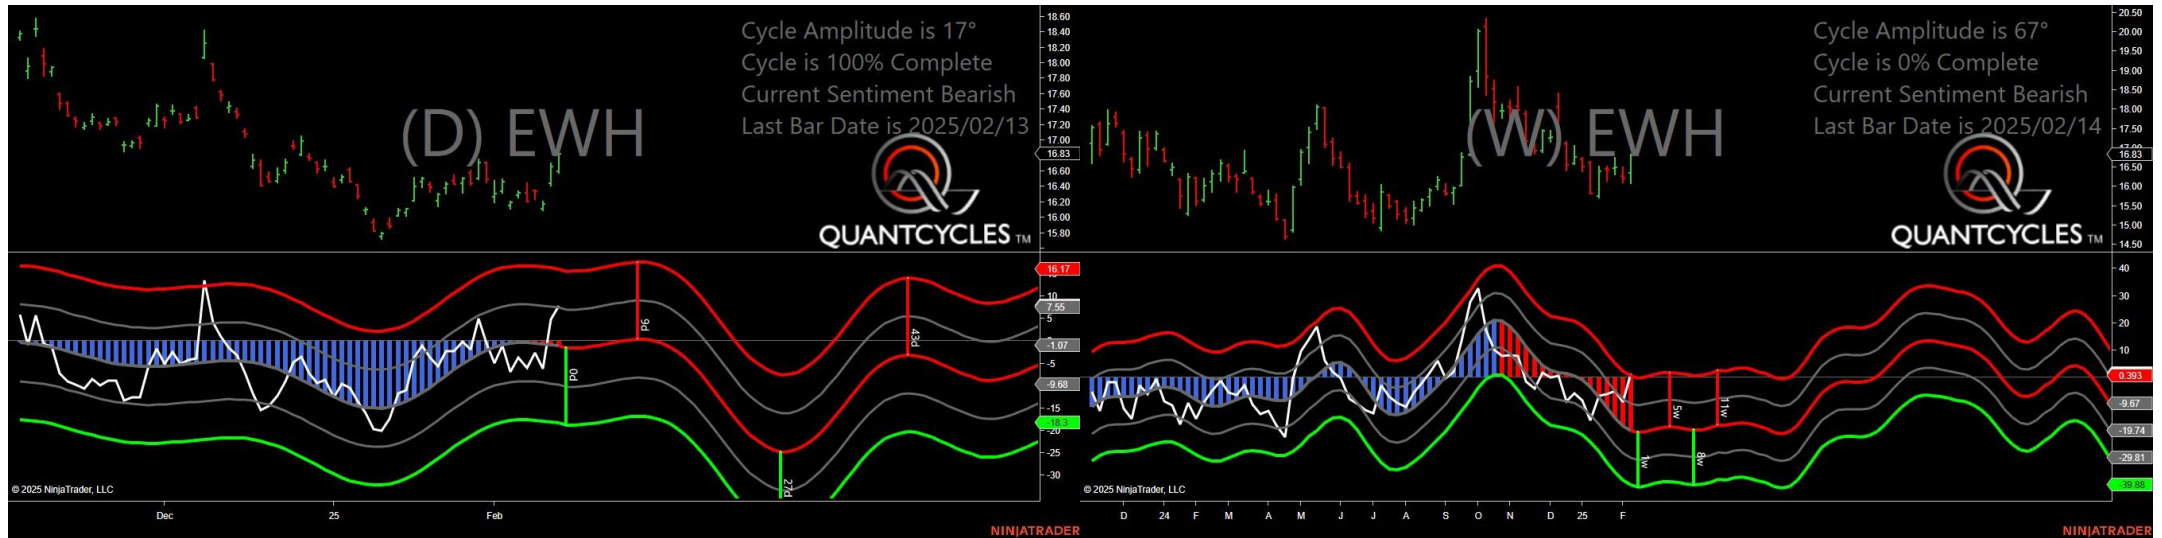 Cycle Amplitude is 17°
Cycle is 100% Complete
Current Sentiment Bearish
Last Bar Date is 2025/02/13
(D) EWH
QUANTCYCLES TM
18.60
18.40
18.20
18.00
17.80
17.60
17.40
17.20
17.00
16.83
16.60
16.40
16.20
16.00
15.80
16.17
10
7.55
5
-1.07
-5
-9.68
-15
-18.3
-20
-25
-30
9d
0d
27d
43d
© 2025 NinjaTrader, LLC
Dec
25
Feb
NINJATRADER
Cycle Amplitude is 67°
Cycle is 0% Complete
Current Sentiment Bearish
Last Bar Date is 2025/02/14
(W) EWH
QUANTCYCLES TM
20.50
20.00
19.50
19.00
18.50
18.00
17.50
17.00
16.83
16.50
16.00
15.50
15.00
14.50
40
30
20
10
0.393
-9.67
-19.74
-29.81
-39.88
1w
5w
8w
11w
© 2025 NinjaTrader, LLC
D
24
F
M
A
M
J
J
A
S
O
N
D
25
F
NINJATRADER